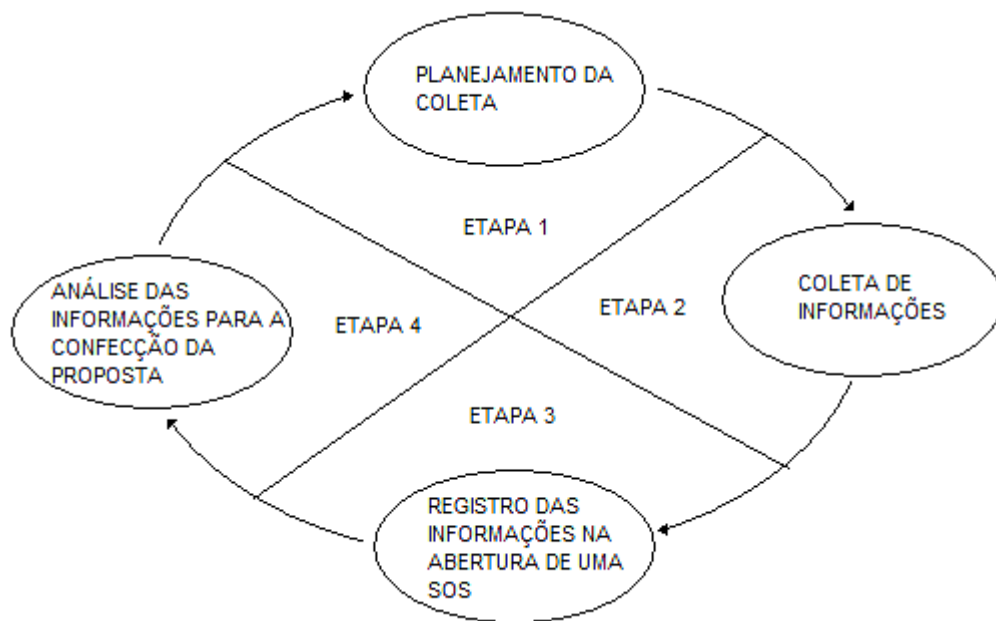 PLANEJAMENTO DA
COLETA
ETAPA 1
COLETA DE
INFORMAÇÕES
ETAPA 2
ETAPA 3
REGISTRO DAS
INFORMAÇÕES NA
ABERTURA DE UMA
SOS
ETAPA 4
ANÁLISE DAS
INFORMAÇÕES PARA A
CONFECÇÃO DA
PROPOSTA